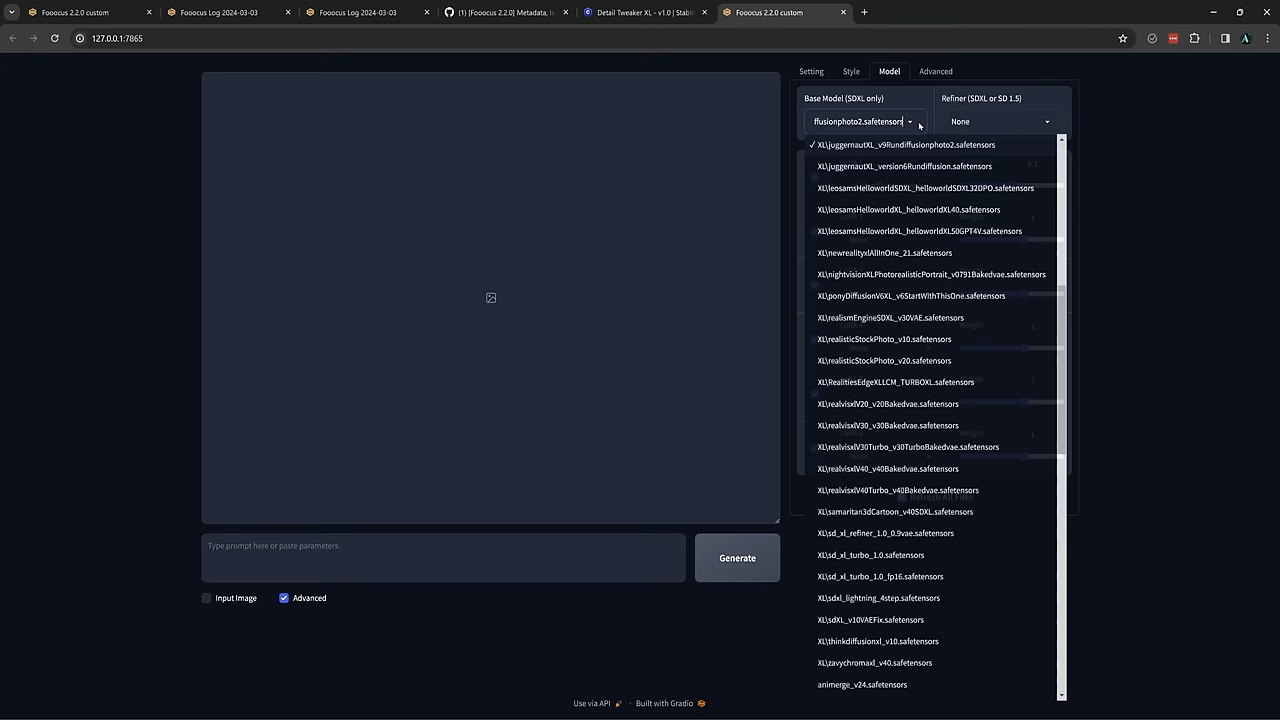 Fooocus 2.2.0 custom
Fooocus Log 2024-03-03
Fooocus Log 2024-03-03
(1) [Fooocus 2.2.0] Metadata, is
Detail Tweaker XL - v1.0 | Stable
Fooocus 2.2.0 custom
127.0.0.1:7865
Setting Style Model Advanced
Base Model (SDXL only) Refiner (SDXL or SD 1.5)
ffusionphoto2.safetensors None
✓ XL\juggernautXL_v9Rundiffusionphoto2.safetensors
XL\juggernautXL_version6Rundiffusion.safetensors
XL\leosamsHelloworldSDXL_helloworldSDXL32DPO.safetensors
XL\leosamsHelloworldXL_helloworldXL40.safetensors
XL\leosamsHelloworldXL_helloworldXL50GPT4V.safetensors
XL\newrealityxlAllInOne_21.safetensors
XL\nightvisionXLPhotorealisticPortrait_v0791Bakedvae.safetensors
XL\ponyDiffusionV6XL_v6StartWithThisOne.safetensors
XL\realismEngineSDXL_v30VAE.safetensors
XL\realisticStockPhoto_v10.safetensors
XL\realisticStockPhoto_v20.safetensors
XL\RealitiesEdgeXLLCM_TURBOXL.safetensors
XL\realvisxlV20_v20Bakedvae.safetensors
XL\realvisxlV30_v30Bakedvae.safetensors
XL\realvisxlV30Turbo_v30TurboBakedvae.safetensors
XL\realvisxlV40_v40Bakedvae.safetensors
XL\realvisxlV40Turbo_v40Bakedvae.safetensors
XL\samaritan3dCartoon_v40SDXL.safetensors
XL\sd_xl_refiner_1.0_0.9vae.safetensors
XL\sd_xl_turbo_1.0.safetensors
XL\sd_xl_turbo_1.0_fp16.safetensors
XL\sdxl_lightning_4step.safetensors
XL\sdXL_v10VAEFix.safetensors
XL\thinkdiffusionxl_v10.safetensors
XL\zavychromaxl_v40.safetensors
animerge_v24.safetensors
Refresh All Files
Type prompt here or paste parameters.
Generate
Input Image Advanced
Use via API · Built with Gradio